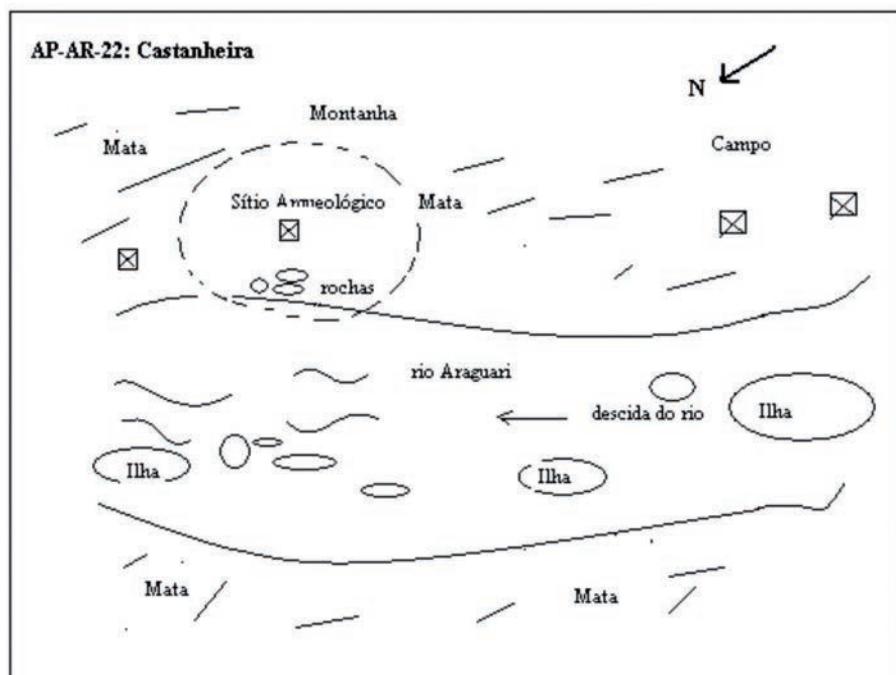 AP-AR-22: Castanheira
N
Montanha
Mata
Campo
Sítio Arqueológico
Mata
rochas
rio Araguari
descida do rio
Ilha
Ilha
Ilha
Mata
Mata